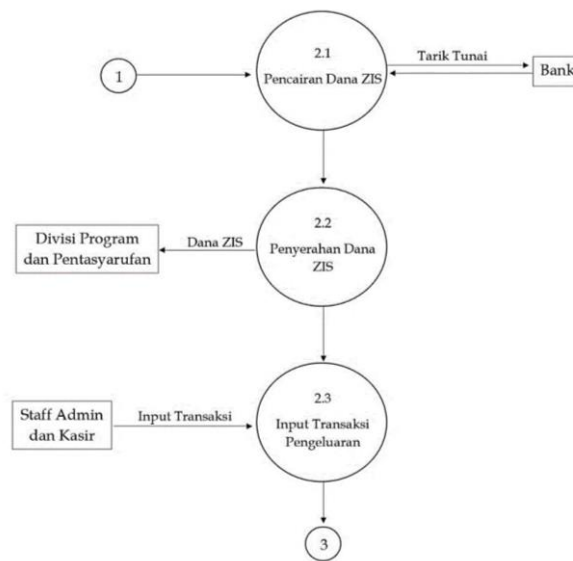 2.1
Pencairan Dana ZIS
1
Tarik Tunai
Bank
2.2
Penyerahan Dana
ZIS
Dana ZIS
Divisi Program
dan Pentasyarufan
2.3
Input Transaksi
Pengeluaran
Input Transaksi
Staff Admin
dan Kasir
3